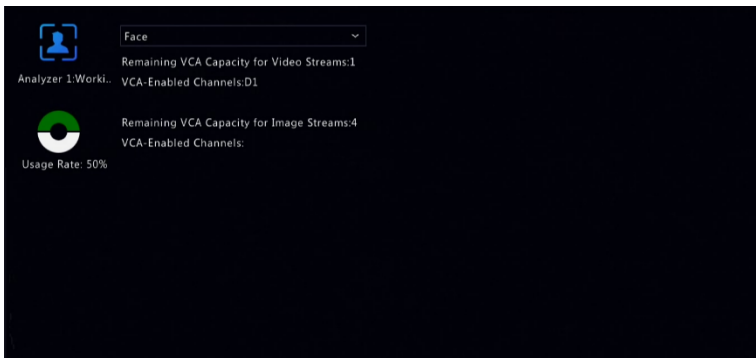 Face
Remaining VCA Capacity for Video Streams:1
Analyzer 1:Worki..
VCA-Enabled Channels:D1
Remaining VCA Capacity for Image Streams:4
VCA-Enabled Channels:
Usage Rate: 50%